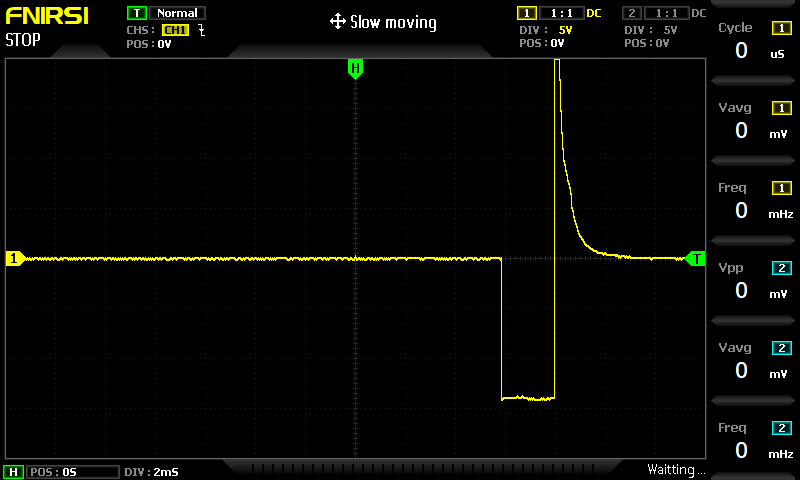 FNIRSI
STOP
T Normal
CHS: CH1
POS:0V
Slow moving
1 1:1 DC
DIV: 5V
POS:0V
2 1:1 DC
DIV: 5V
POS:0V
H
1
T
Cycle 1
0 uS
Vavg 1
0 mV
Freq 1
0 mHz
Vpp 2
0 mV
Vavg 2
0 mV
Freq 2
0 mHz
H POS:0S DIV:2mS
Waitting...